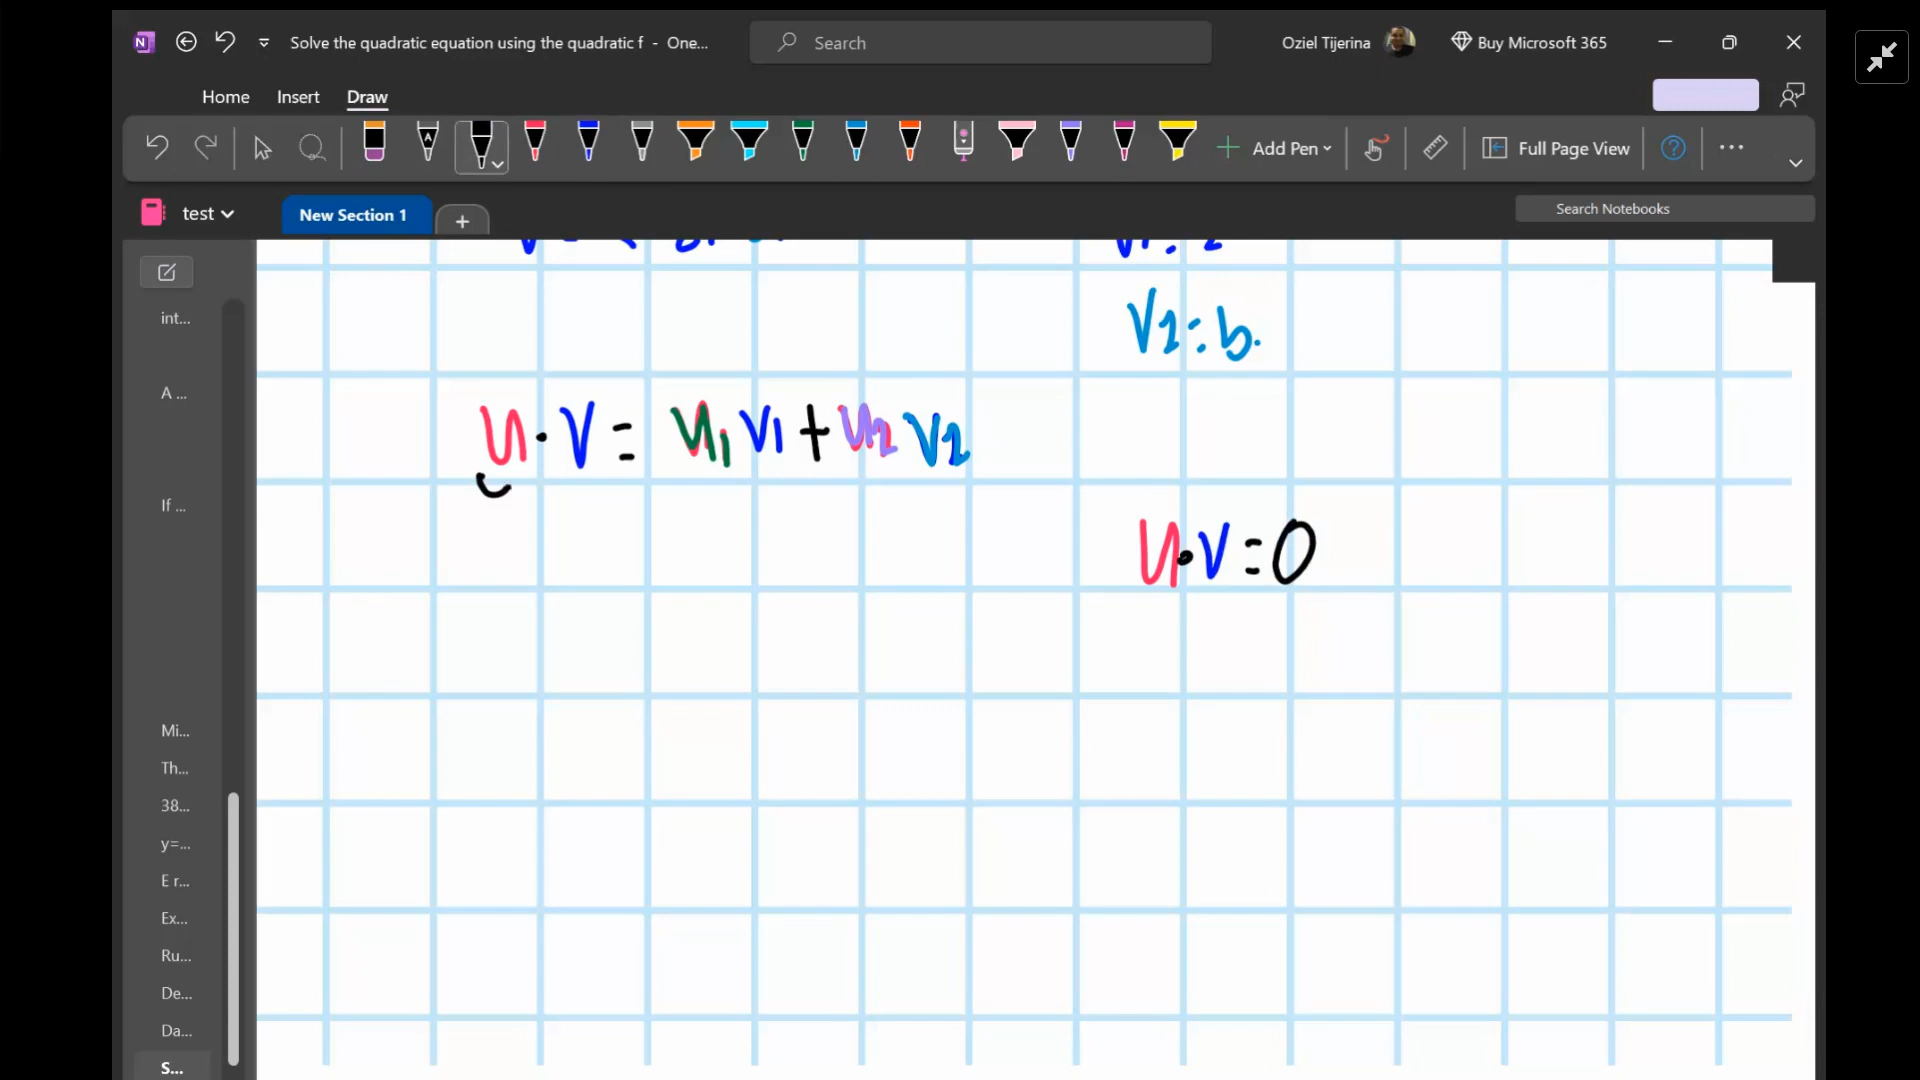 Solve the quadratic equation using the quadratic f - One...
Search
Oziel Tijerina
Buy Microsoft 365
Home Insert Draw
Add Pen
Full Page View
test
New Section 1
Search Notebooks
int...
A ...
If ...
Mi...
Th...
38...
y=...
E r...
Ex...
Ru...
De...
Da...
S...
V2=b.
U·V=U1V1+U2V2
U·V=0